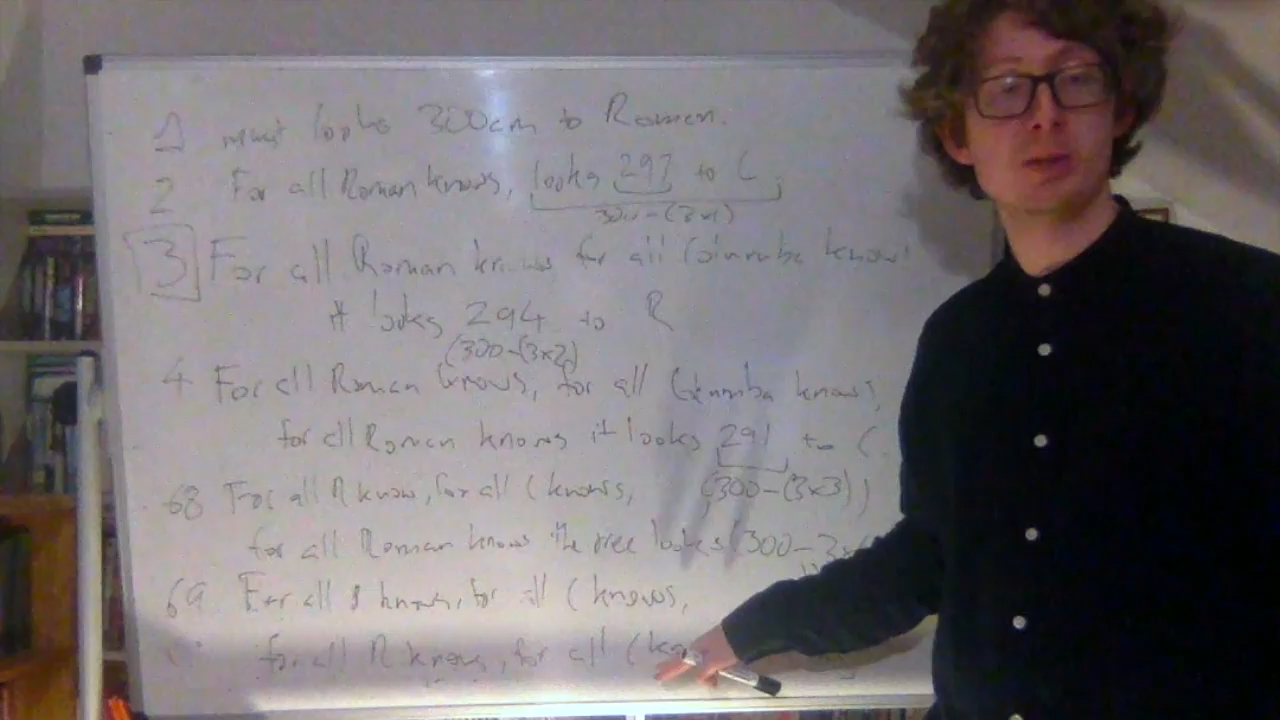 1 must looks 300cm to Roman.
2 For all Roman knows, looks 297 to C;
300-(3x1)
3 For all Roman knows for all Columba knows
it looks 294 to R
(300-(3x2)
4 For all Roman knows, for all Columba knows,
for all Roman knows it looks 291 to C.
(300-(3x3))
68 For all R know, for all C knows,
for all Roman knows the tree looks (300-3x
69 For all R knows, for all C knows,
for all R knows, for all C